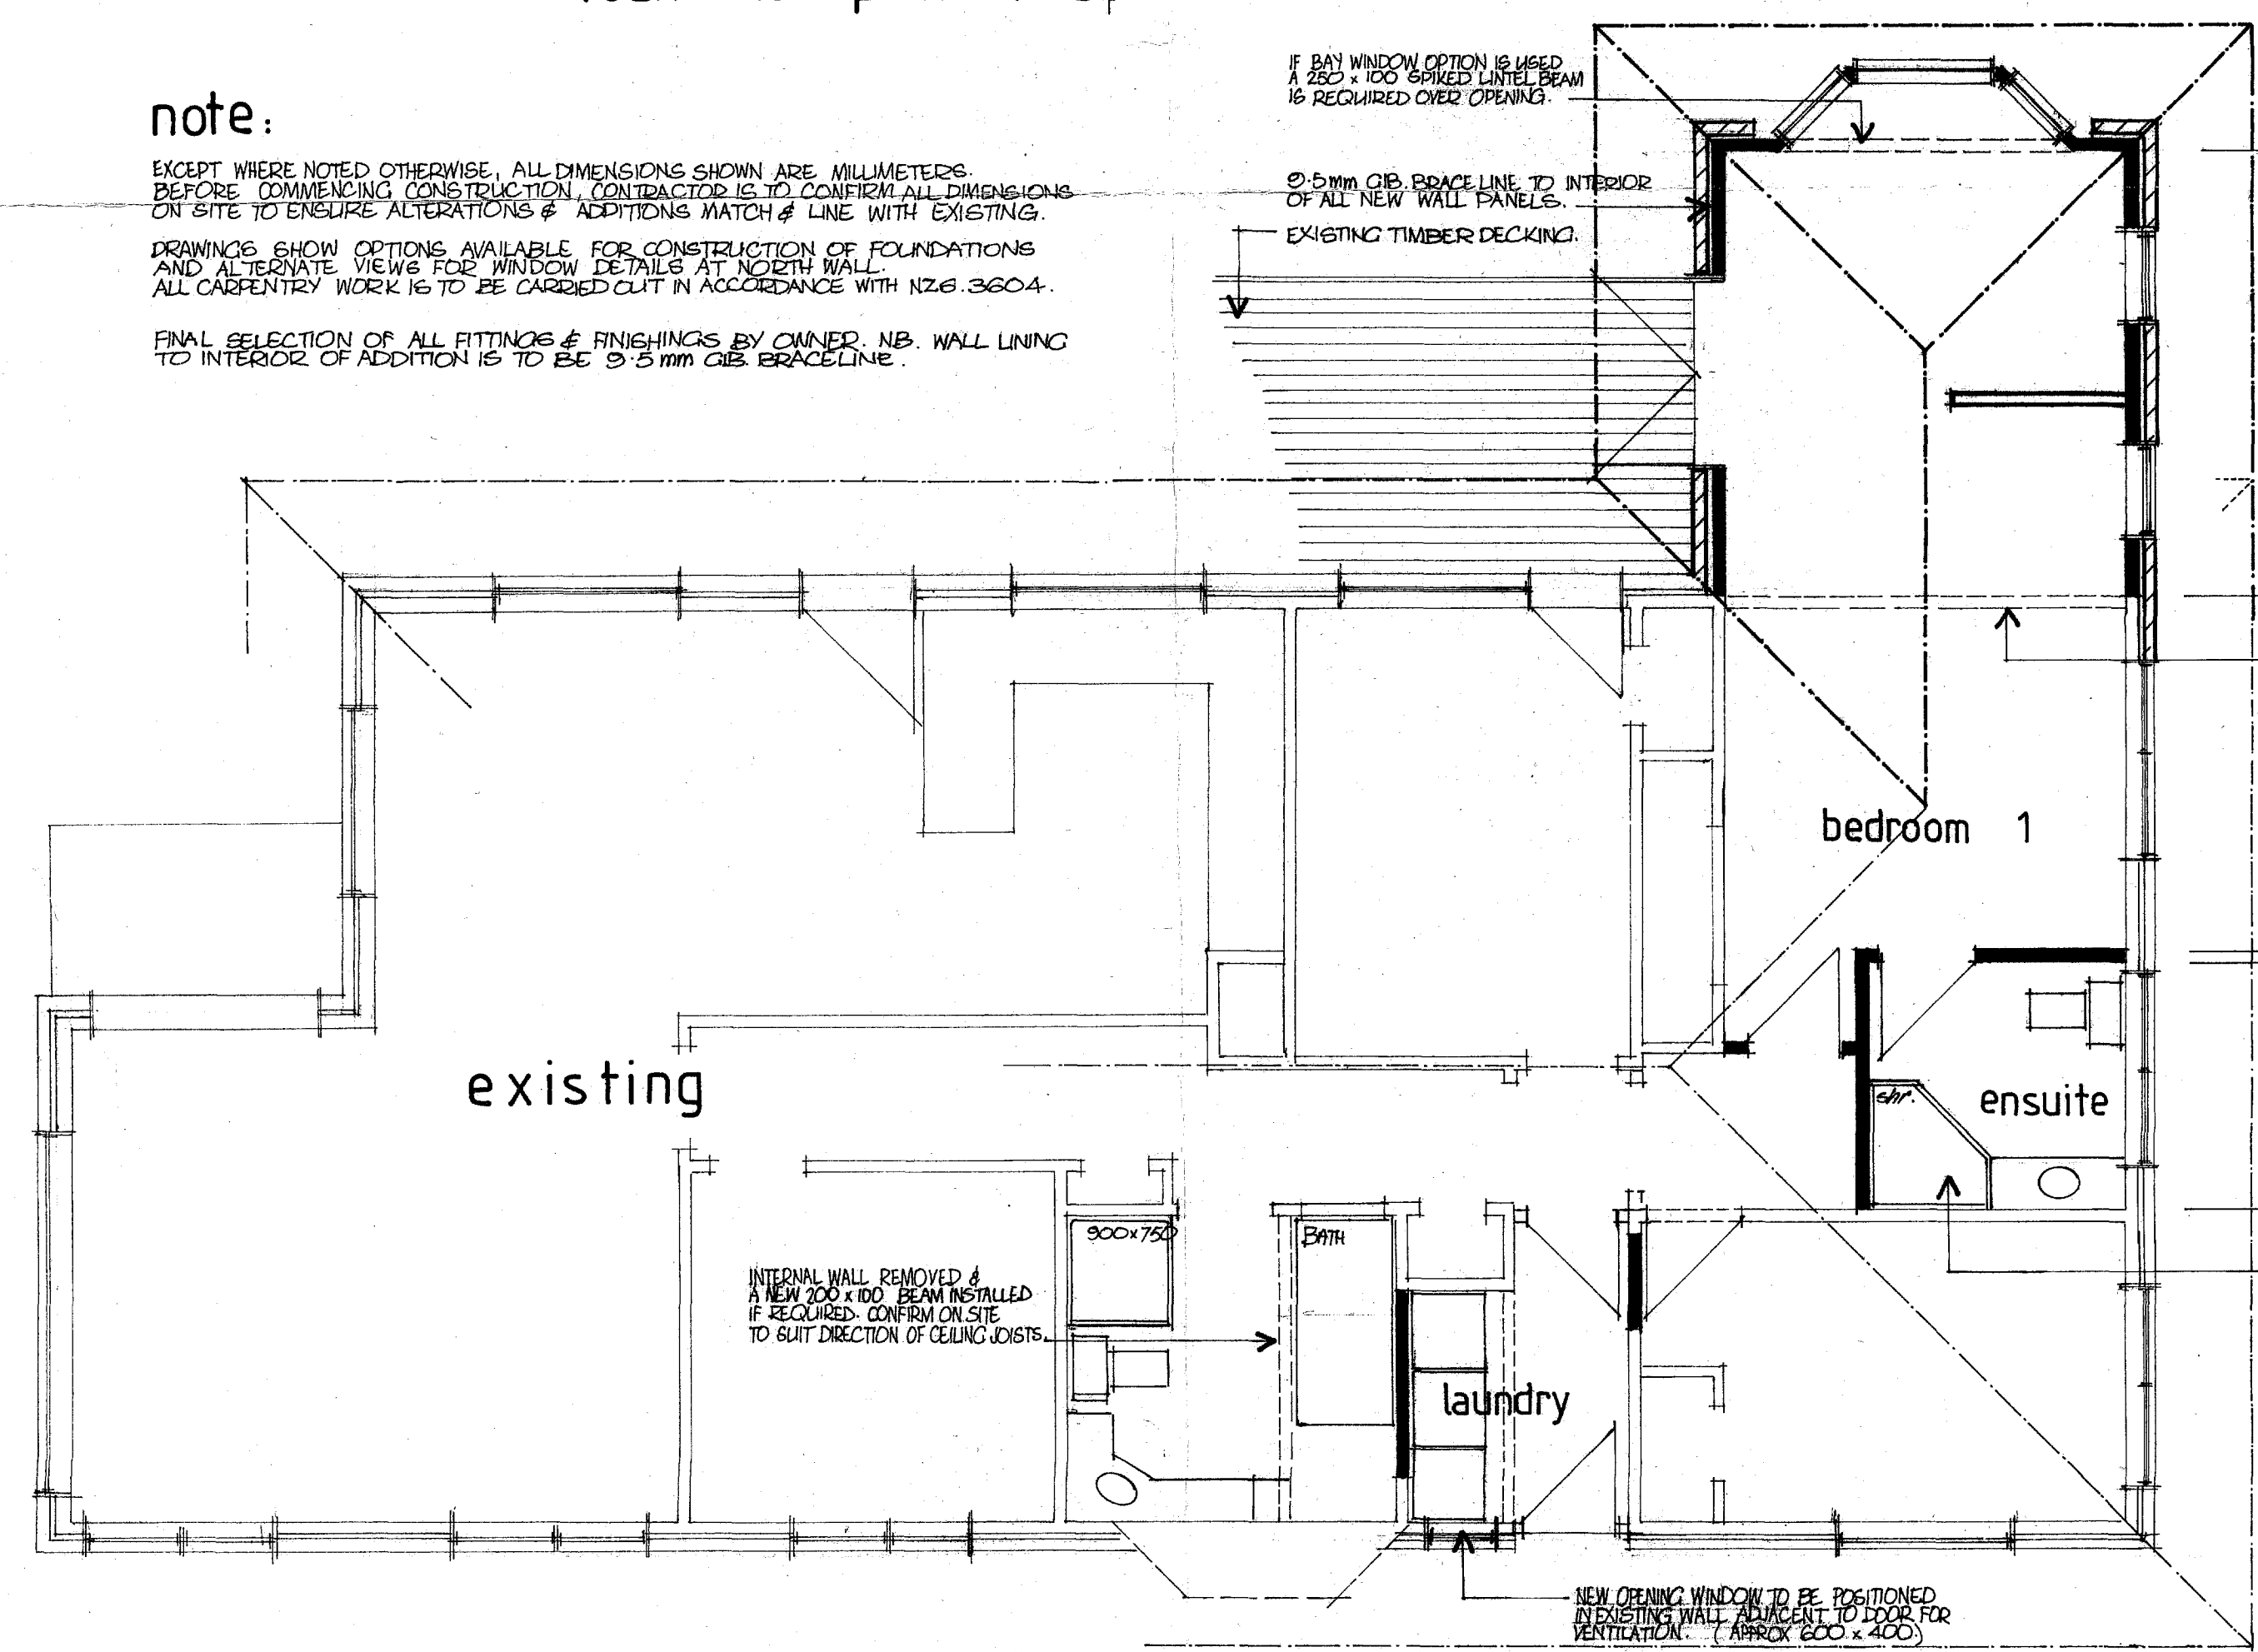 note:
EXCEPT WHERE NOTED OTHERWISE, ALL DIMENSIONS SHOWN ARE MILLIMETERS.
BEFORE COMMENCING CONSTRUCTION, CONTRACTOR IS TO CONFIRM ALL DIMENSIONS
ON SITE TO ENSURE ALTERATIONS & ADDITIONS MATCH & LINE WITH EXISTING.
DRAWINGS SHOW OPTIONS AVAILABLE FOR CONSTRUCTION OF FOUNDATIONS
AND ALTERNATE VIEWS FOR WINDOW DETAILS AT NORTH WALL.
ALL CARPENTRY WORK IS TO BE CARRIED OUT IN ACCORDANCE WITH NZS.3604.
FINAL SELECTION OF ALL FITTINGS & FINISHINGS BY OWNER. NB. WALL LINING
TO INTERIOR OF ADDITION IS TO BE 9·5mm GIB. BRACELINE.
IF BAY WINDOW OPTION IS USED
A 250 x 100 SPIKED LINTEL BEAM
IS REQUIRED OVER OPENING.
9·5mm GIB. BRACELINE TO INTERIOR
OF ALL NEW WALL PANELS.
EXISTING TIMBER DECKING.
bedroom 1
existing
shr.
ensuite
900x750
BATH
INTERNAL WALL REMOVED &
A NEW 200 x 100 BEAM INSTALLED
IF REQUIRED. CONFIRM ON SITE
TO SUIT DIRECTION OF CEILING JOISTS.
laundry
NEW OPENING WINDOW TO BE POSITIONED
IN EXISTING WALL ADJACENT TO DOOR FOR
VENTILATION. (APPROX 600 x 400.)